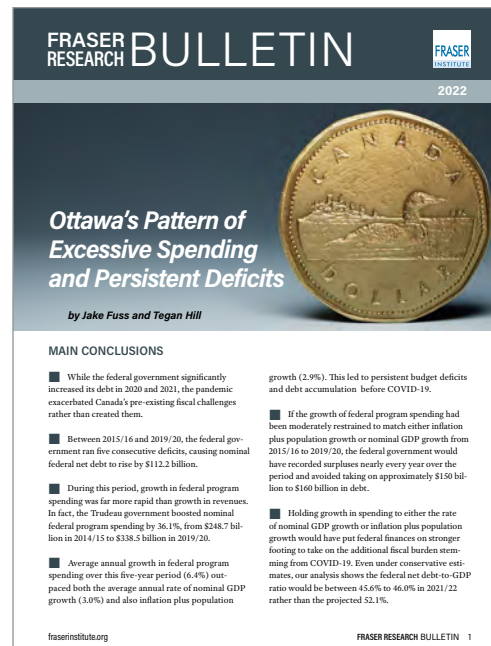 FRASER
RESEARCH BULLETIN
FRASER
INSTITUTE
2022
CANADA
DOLLAR
Ottawa's Pattern of
Excessive Spending
and Persistent Deficits
by Jake Fuss and Tegan Hill
MAIN CONCLUSIONS
■ While the federal government significantly
increased its debt in 2020 and 2021, the pandemic
exacerbated Canada's pre-existing fiscal challenges
rather than created them.
■ Between 2015/16 and 2019/20, the federal gov-
ernment ran five consecutive deficits, causing nominal
federal net debt to rise by $112.2 billion.
■ During this period, growth in federal program
spending was far more rapid than growth in revenues.
In fact, the Trudeau government boosted nominal
federal program spending by 36.1%, from $248.7 bil-
lion in 2014/15 to $338.5 billion in 2019/20.
■ Average annual growth in federal program
spending over this five-year period (6.4%) out-
paced both the average annual rate of nominal GDP
growth (3.0%) and also inflation plus population
growth (2.9%). This led to persistent budget deficits
and debt accumulation before COVID-19.
■ If the growth of federal program spending had
been moderately restrained to match either inflation
plus population growth or nominal GDP growth from
2015/16 to 2019/20, the federal government would
have recorded surpluses nearly every year over the
period and avoided taking on approximately $150 bil-
lion to $160 billion in debt.
■ Holding growth in spending to either the rate
of nominal GDP growth or inflation plus population
growth would have put federal finances on stronger
footing to take on the additional fiscal burden stem-
ming from COVID-19. Even under conservative esti-
mates, our analysis shows the federal net debt-to-GDP
ratio would be between 45.6% to 46.0% in 2021/22
rather than the projected 52.1%.
fraserinstitute.org
FRASER RESEARCH BULLETIN 1